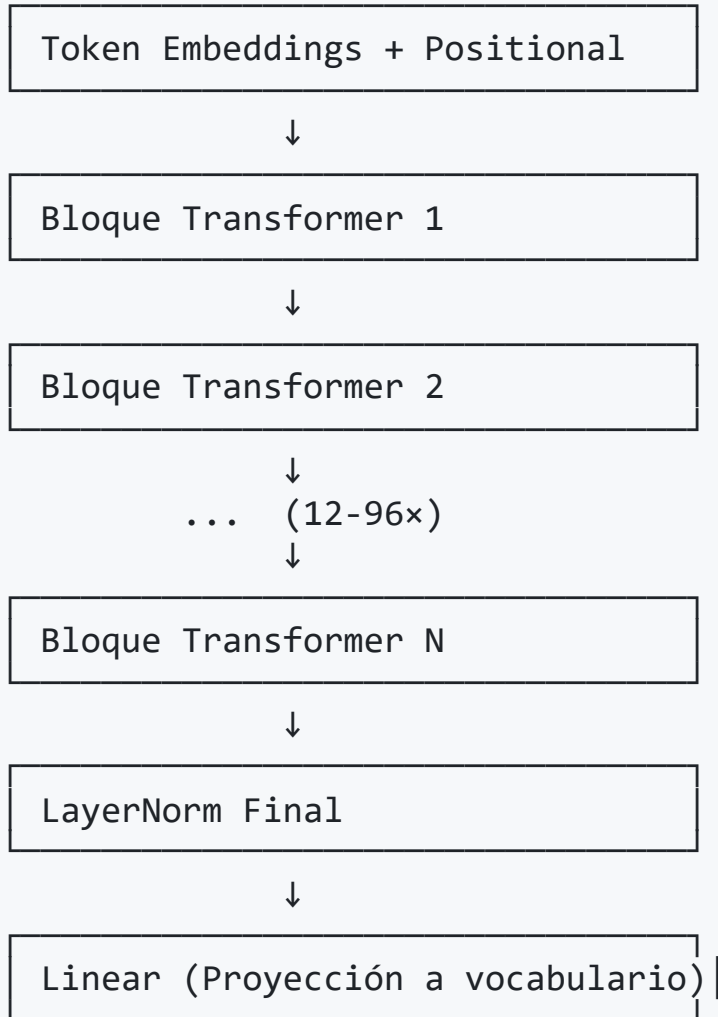 Token Embeddings + Positional
↓
Bloque Transformer 1
↓
Bloque Transformer 2
↓
... (12-96×)
↓
Bloque Transformer N
↓
LayerNorm Final
↓
Linear (Proyección a vocabulario)